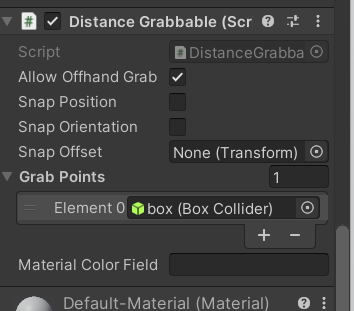 Distance Grabbable (Scr
Script DistanceGrabba
Allow Offhand Grab
Snap Position
Snap Orientation
Snap Offset None (Transform)
Grab Points 1
Element 0 box (Box Collider)
+ −
Material Color Field
Default-Material (Material)